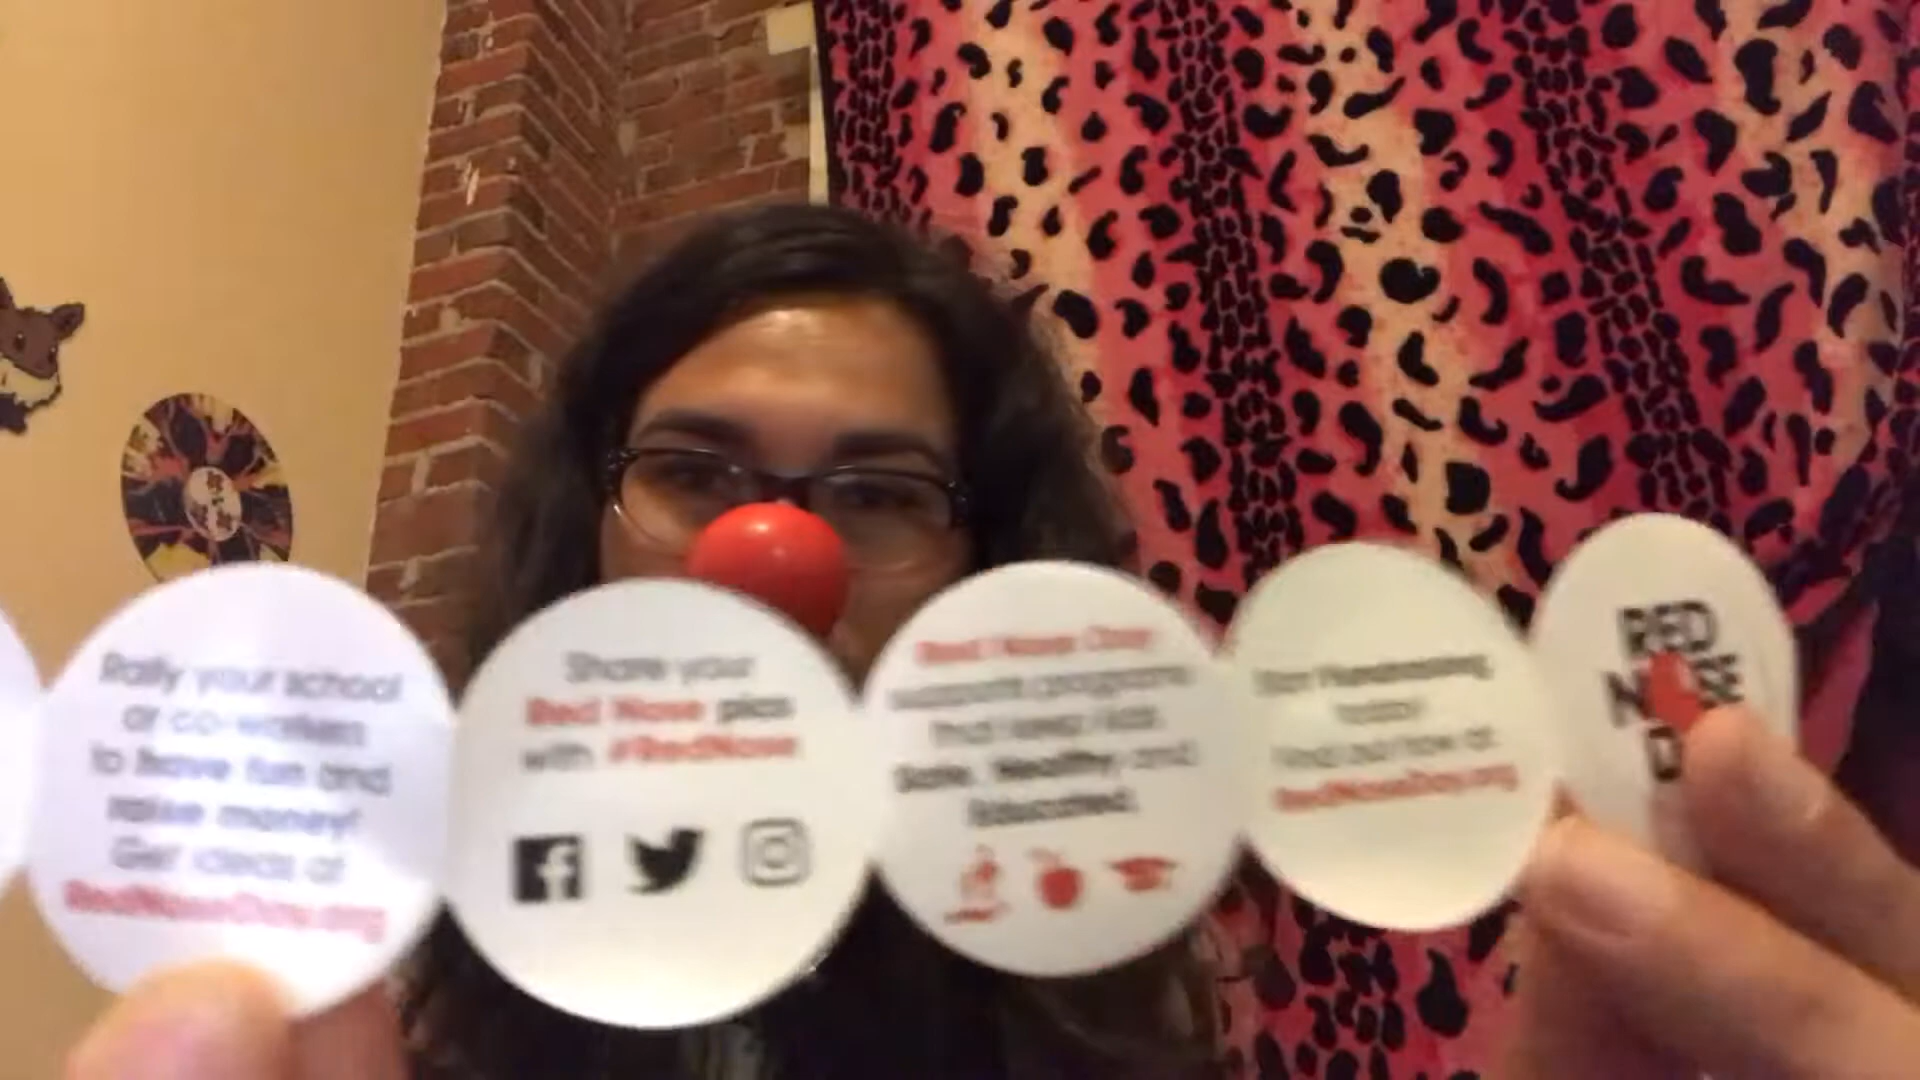 Rally your school
or co-workers
to have fun and
raise money!
Get ideas at
RedNoseDay.org
Share your
Red Nose pics
with #RedNose
Red Nose Day
supports programs
that keep kids
Safe, Healthy, and
Educated.
Start Fundraising
today!
Find out how at
RedNoseDay.org
RED
N SE
D